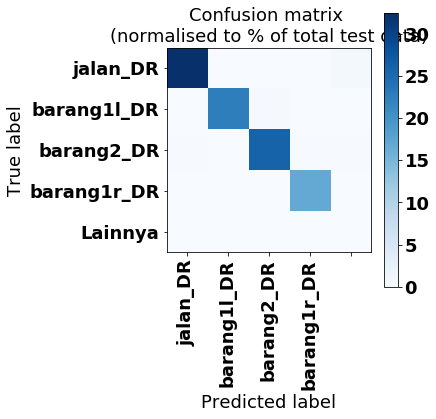 Confusion matrix
(normalised to % of total test data)
True label
jalan_DR
barang1l_DR
barang2_DR
barang1r_DR
Lainnya
jalan_DR
barang1l_DR
barang2_DR
barang1r_DR
Predicted label
30
25
20
15
10
5
0